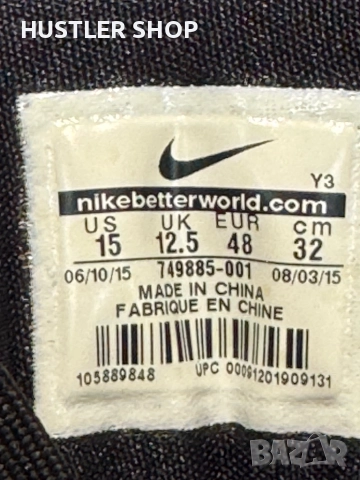 HUSTLER SHOP
Y3
nikebetterworld.com
US UK EUR cm
15 12.5 48 32
06/10/15 749885-001 08/03/15
MADE IN CHINA
FABRIQUE EN CHINE
105889848 UPC 00091201909131
BAZAR